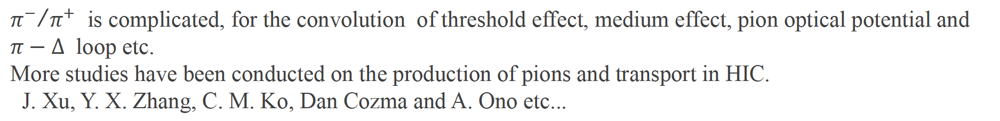 π⁻/π⁺ is complicated, for the convolution of threshold effect, medium effect, pion optical potential and
π − Δ loop etc.
More studies have been conducted on the production of pions and transport in HIC.
J. Xu, Y. X. Zhang, C. M. Ko, Dan Cozma and A. Ono etc...